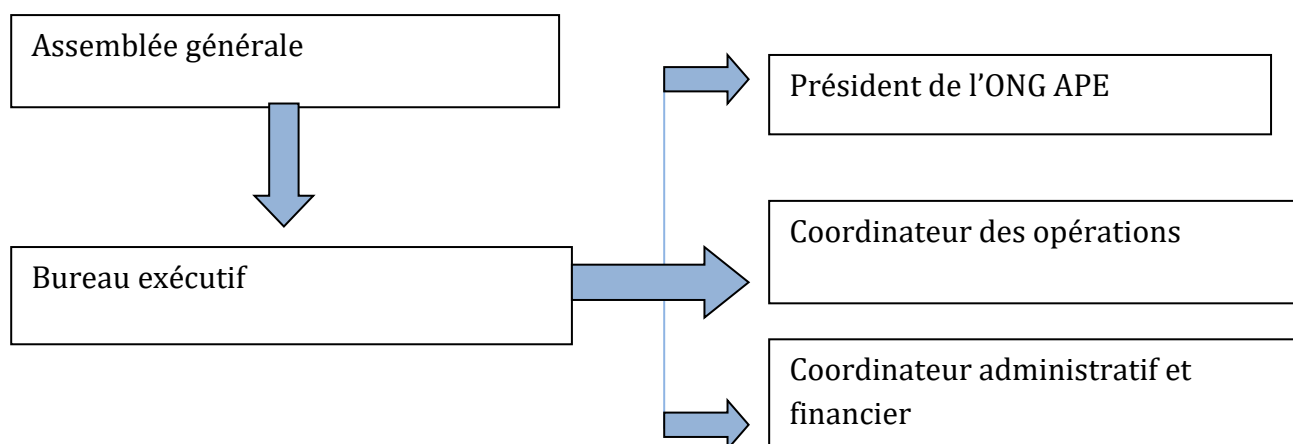 Assemblée générale
Président de l’ONG APE
Coordinateur des opérations
Bureau exécutif
Coordinateur administratif et
financier